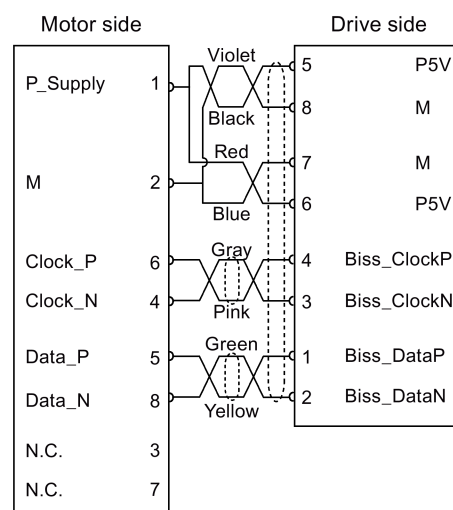 Motor side
Drive side
P_Supply 1
M 2
Clock_P 6
Clock_N 4
Data_P 5
Data_N 8
N.C. 3
N.C. 7
Violet
Black
Red
Blue
Gray
Pink
Green
Yellow
5 P5V
8 M
7 M
6 P5V
4 Biss_ClockP
3 Biss_ClockN
1 Biss_DataP
2 Biss_DataN